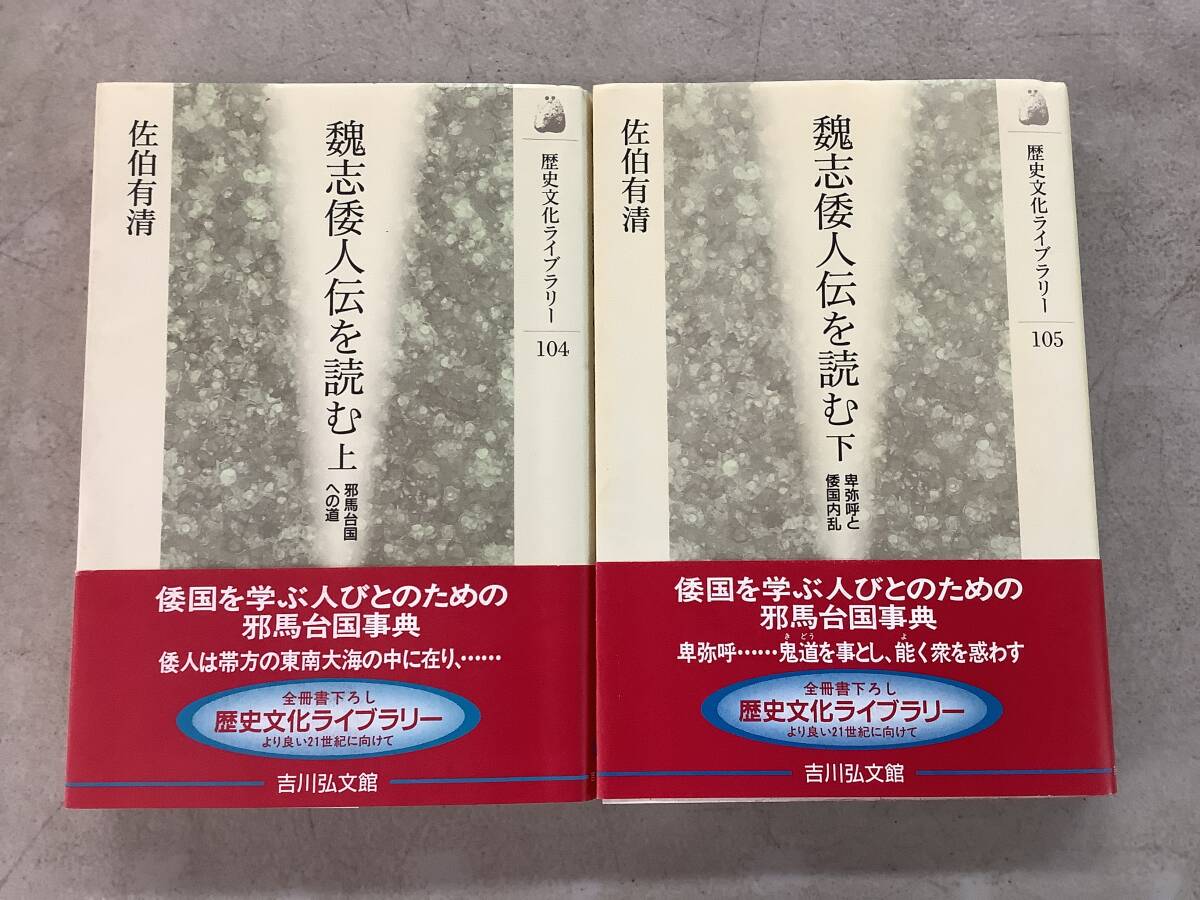 歴史文化ライブラリー
104
魏志倭人伝を読む 上
邪馬台国
への道
佐伯有清
倭国を学ぶ人びとのための
邪馬台国事典
倭人は帯方の東南大海の中に在り、……
全冊書下ろし
歴史文化ライブラリー
より良い21世紀に向けて
吉川弘文館
歴史文化ライブラリー
105
魏志倭人伝を読む 下
卑弥呼と
倭国内乱
佐伯有清
倭国を学ぶ人びとのための
邪馬台国事典
きどう よ
卑弥呼……鬼道を事とし、能く衆を惑わす
全冊書下ろし
歴史文化ライブラリー
より良い21世紀に向けて
吉川弘文館